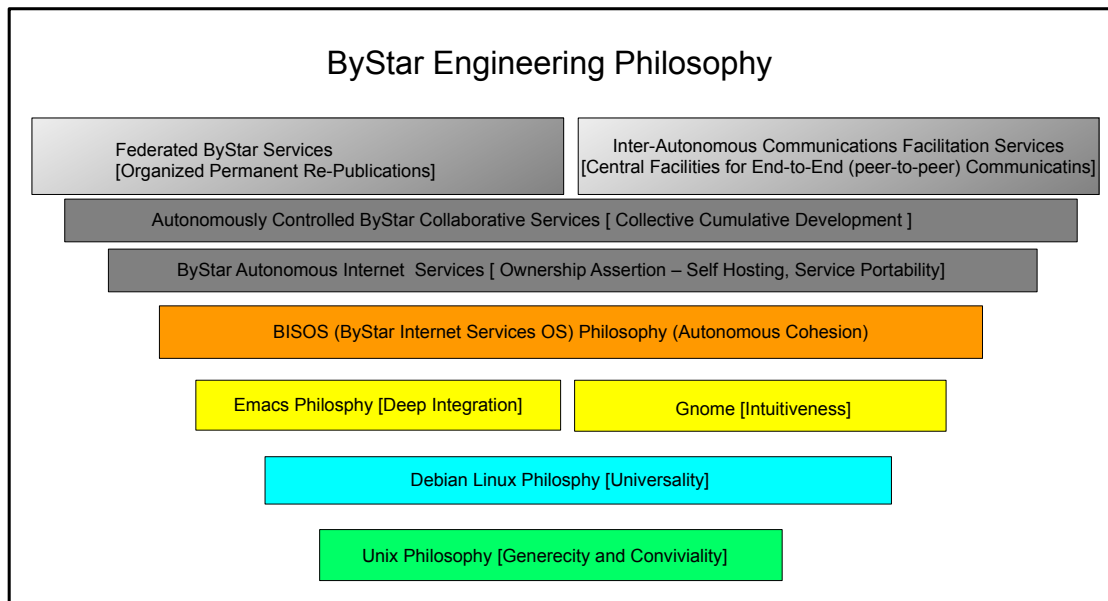 ByStar Engineering Philosophy
Federated ByStar Services
[Organized Permanent Re-Publications]
Inter-Autonomous Communications Facilitation Services
[Central Facilities for End-to-End (peer-to-peer) Communicatins]
Autonomously Controlled ByStar Collaborative Services [ Collective Cumulative Development ]
ByStar Autonomous Internet Services [ Ownership Assertion – Self Hosting, Service Portability]
BISOS (ByStar Internet Services OS) Philosophy (Autonomous Cohesion)
Emacs Philosphy [Deep Integration]
Gnome [Intuitiveness]
Debian Linux Philosphy [Universality]
Unix Philosophy [Generecity and Conviviality]